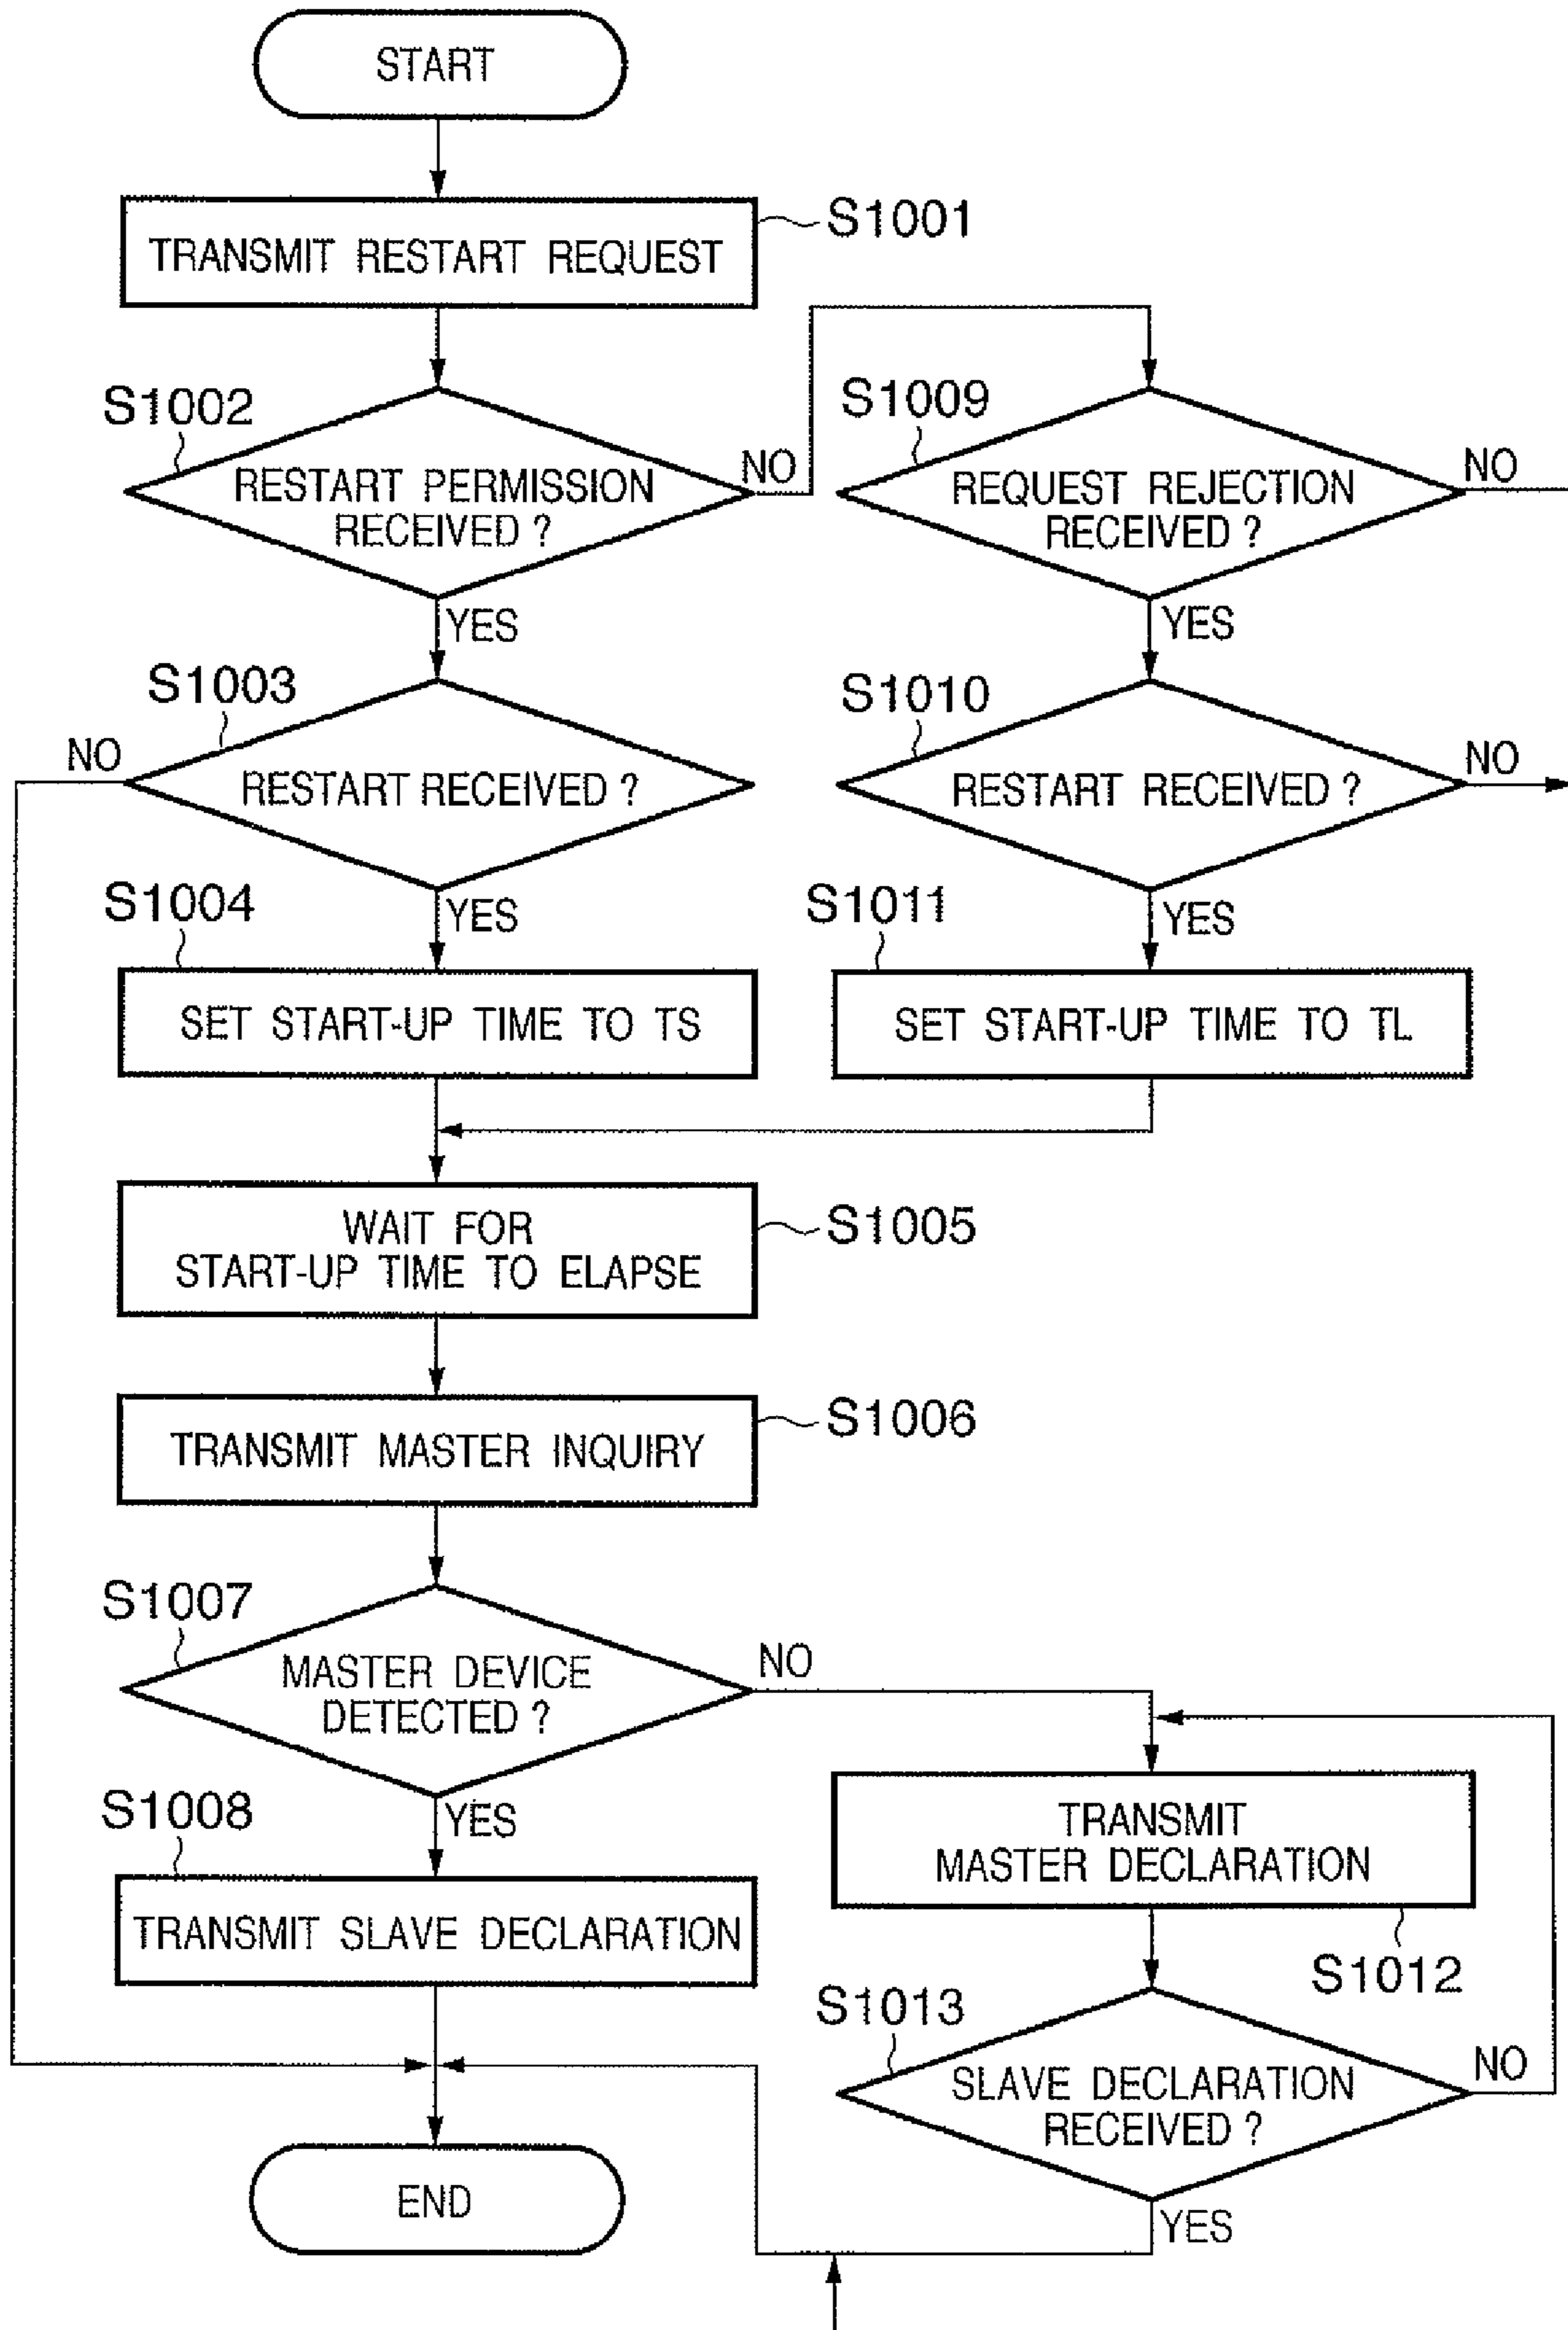 START
TRANSMIT RESTART REQUEST
S1001
S1002
RESTART PERMISSION
RECEIVED ?
NO
YES
S1009
REQUEST REJECTION
RECEIVED ?
NO
YES
S1003
NO
RESTART RECEIVED ?
YES
S1010
RESTART RECEIVED ?
NO
YES
S1004
SET START-UP TIME TO TS
S1011
SET START-UP TIME TO TL
WAIT FOR
START-UP TIME TO ELAPSE
S1005
TRANSMIT MASTER INQUIRY
S1006
S1007
MASTER DEVICE
DETECTED ?
NO
YES
S1008
TRANSMIT SLAVE DECLARATION
TRANSMIT
MASTER DECLARATION
S1012
S1013
SLAVE DECLARATION
RECEIVED ?
NO
YES
END